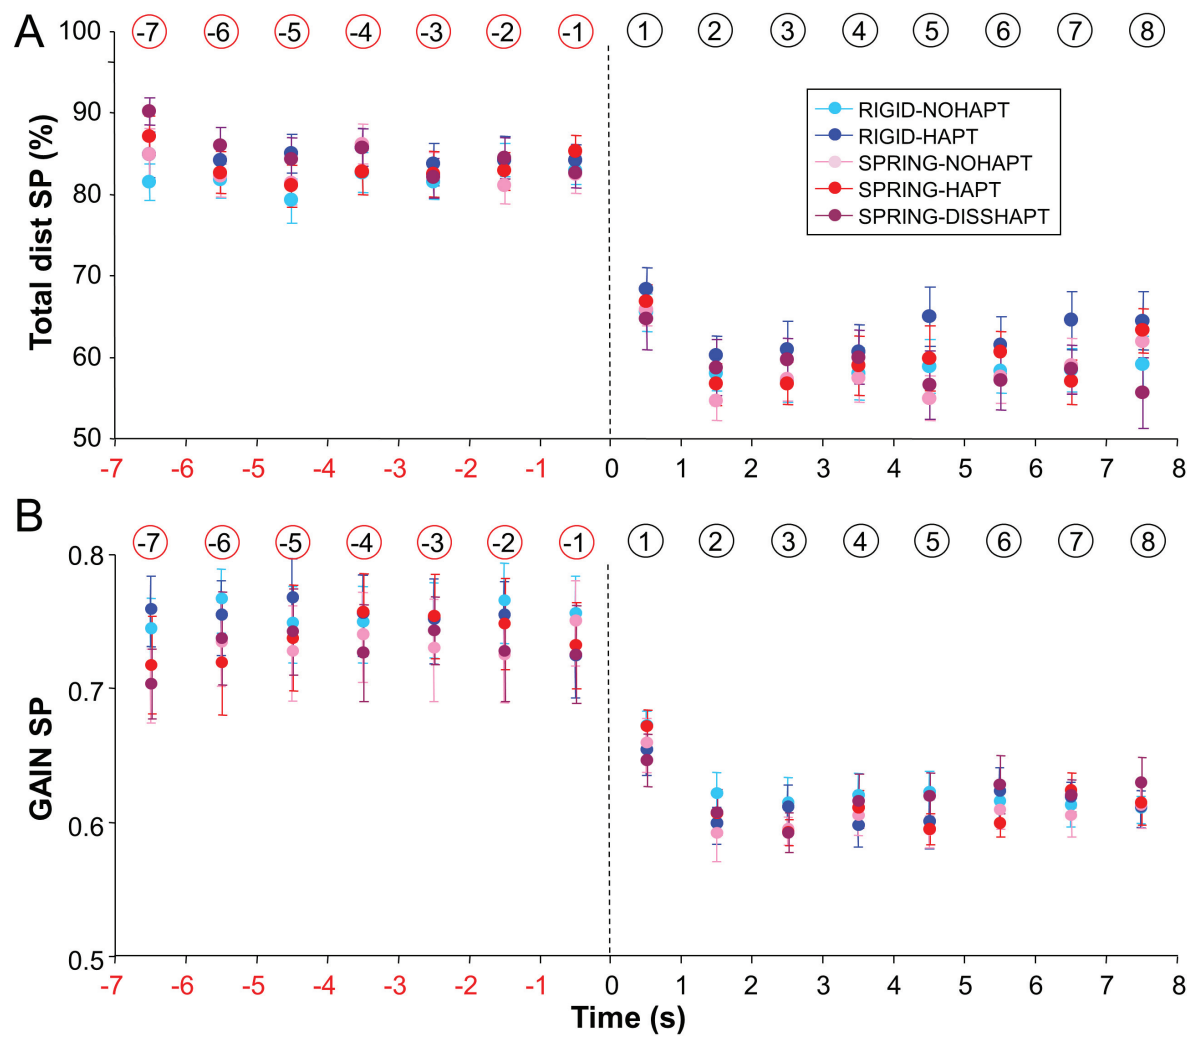 A
-7 -6 -5 -4 -3 -2 -1 1 2 3 4 5 6 7 8
100
90
80
70
60
50
Total dist SP (%)
RIGID-NOHAPT
RIGID-HAPT
SPRING-NOHAPT
SPRING-HAPT
SPRING-DISSHAPT
-7 -6 -5 -4 -3 -2 -1 0 1 2 3 4 5 6 7 8
B
-7 -6 -5 -4 -3 -2 -1 1 2 3 4 5 6 7 8
0.8
0.7
0.6
0.5
GAIN SP
-7 -6 -5 -4 -3 -2 -1 0 1 2 3 4 5 6 7 8
Time (s)